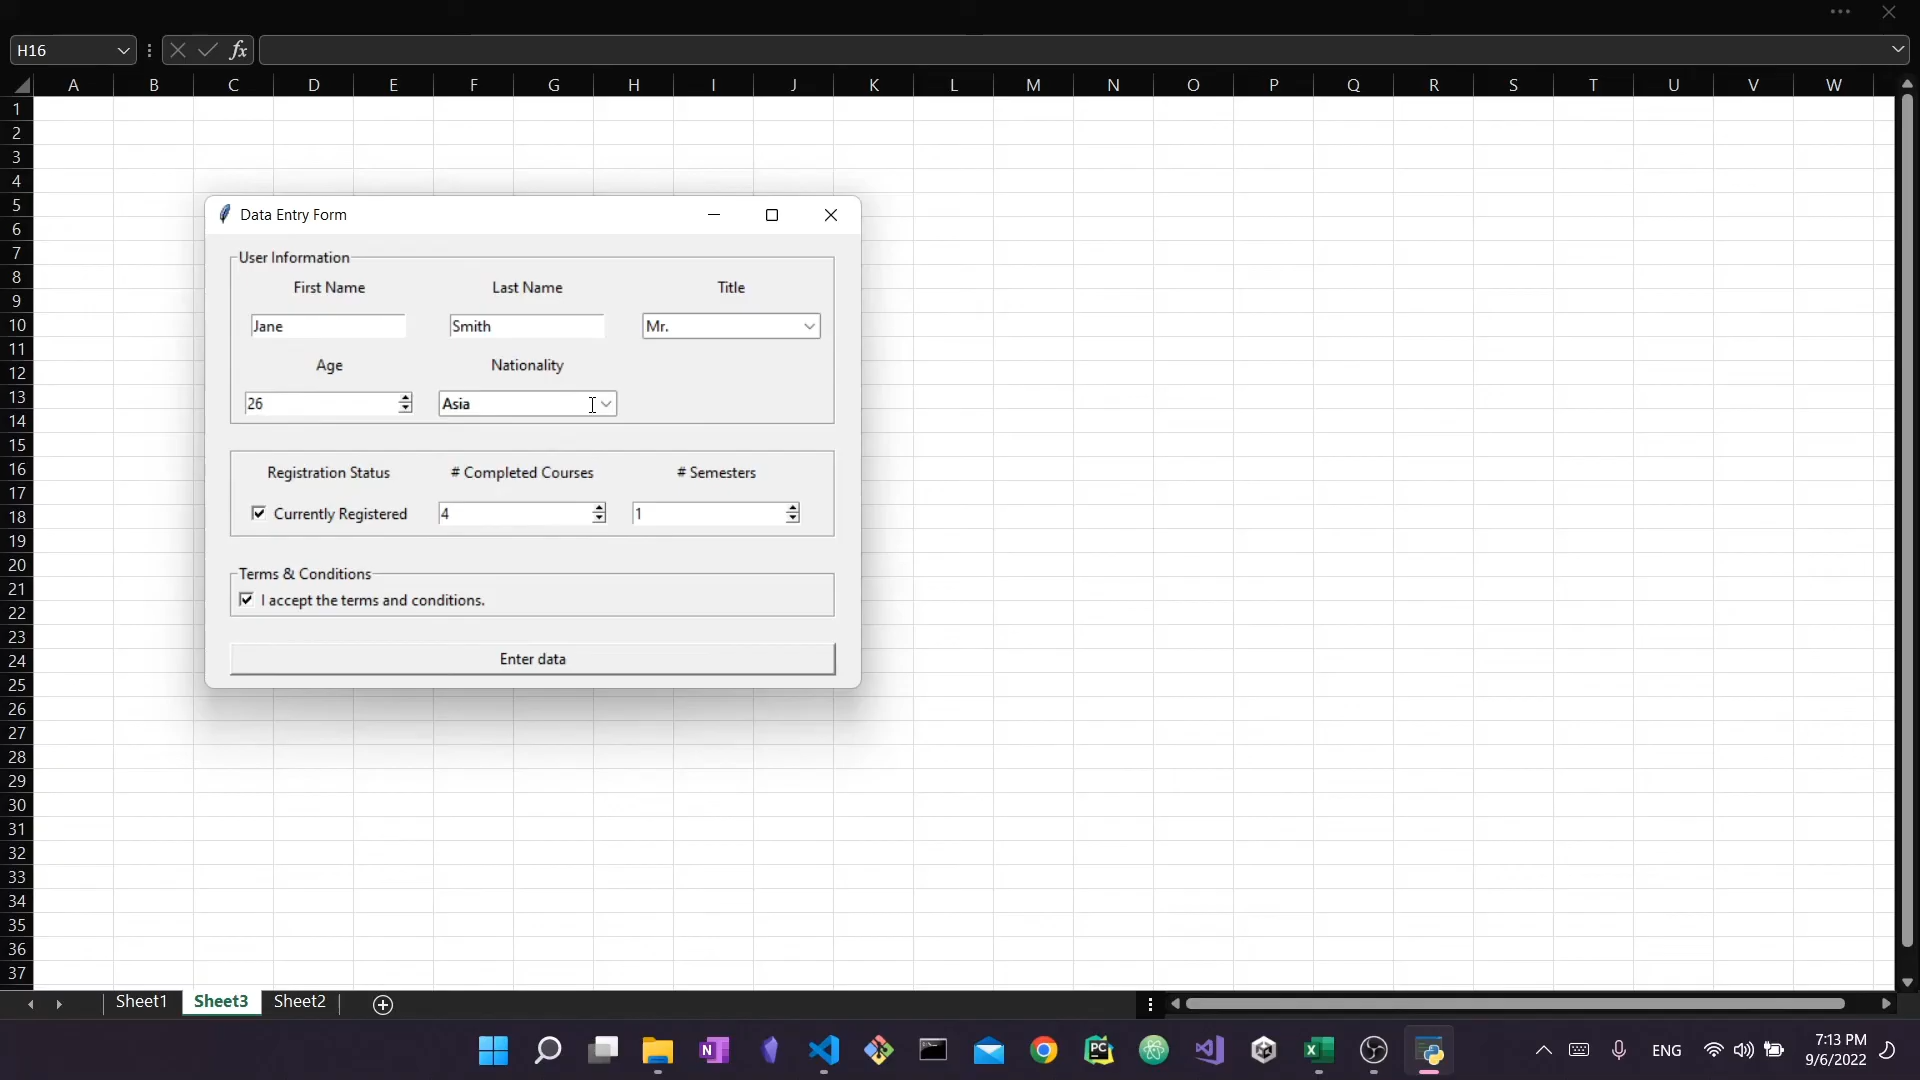 H16
fx
A B C D E F G H I J K L M N O P Q R S T U V W
1
2
3
4
5
6
7
8
9
10
11
12
13
14
15
16
17
18
19
20
21
22
23
24
25
26
27
28
29
30
31
32
33
34
35
36
37
Data Entry Form
User Information
First Name Last Name Title
Jane Smith Mr.
Age Nationality
26 Asia
Registration Status # Completed Courses # Semesters
Currently Registered 4 1
Terms & Conditions
I accept the terms and conditions.
Enter data
Sheet1 Sheet3 Sheet2
N
PC
X
ENG
7:13 PM
9/6/2022